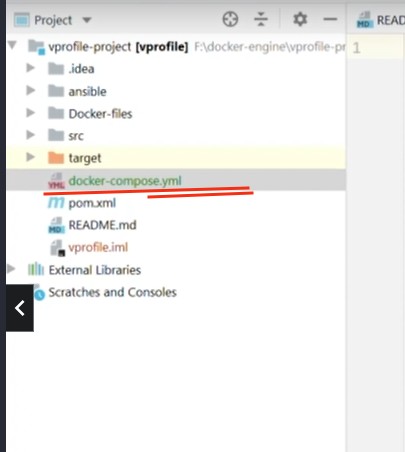 Project
READ
vprofile-project [vprofile] F:\docker-engine\vprofile-pr
1
.idea
ansible
Docker-files
src
target
docker-compose.yml
pom.xml
README.md
vprofile.iml
External Libraries
Scratches and Consoles